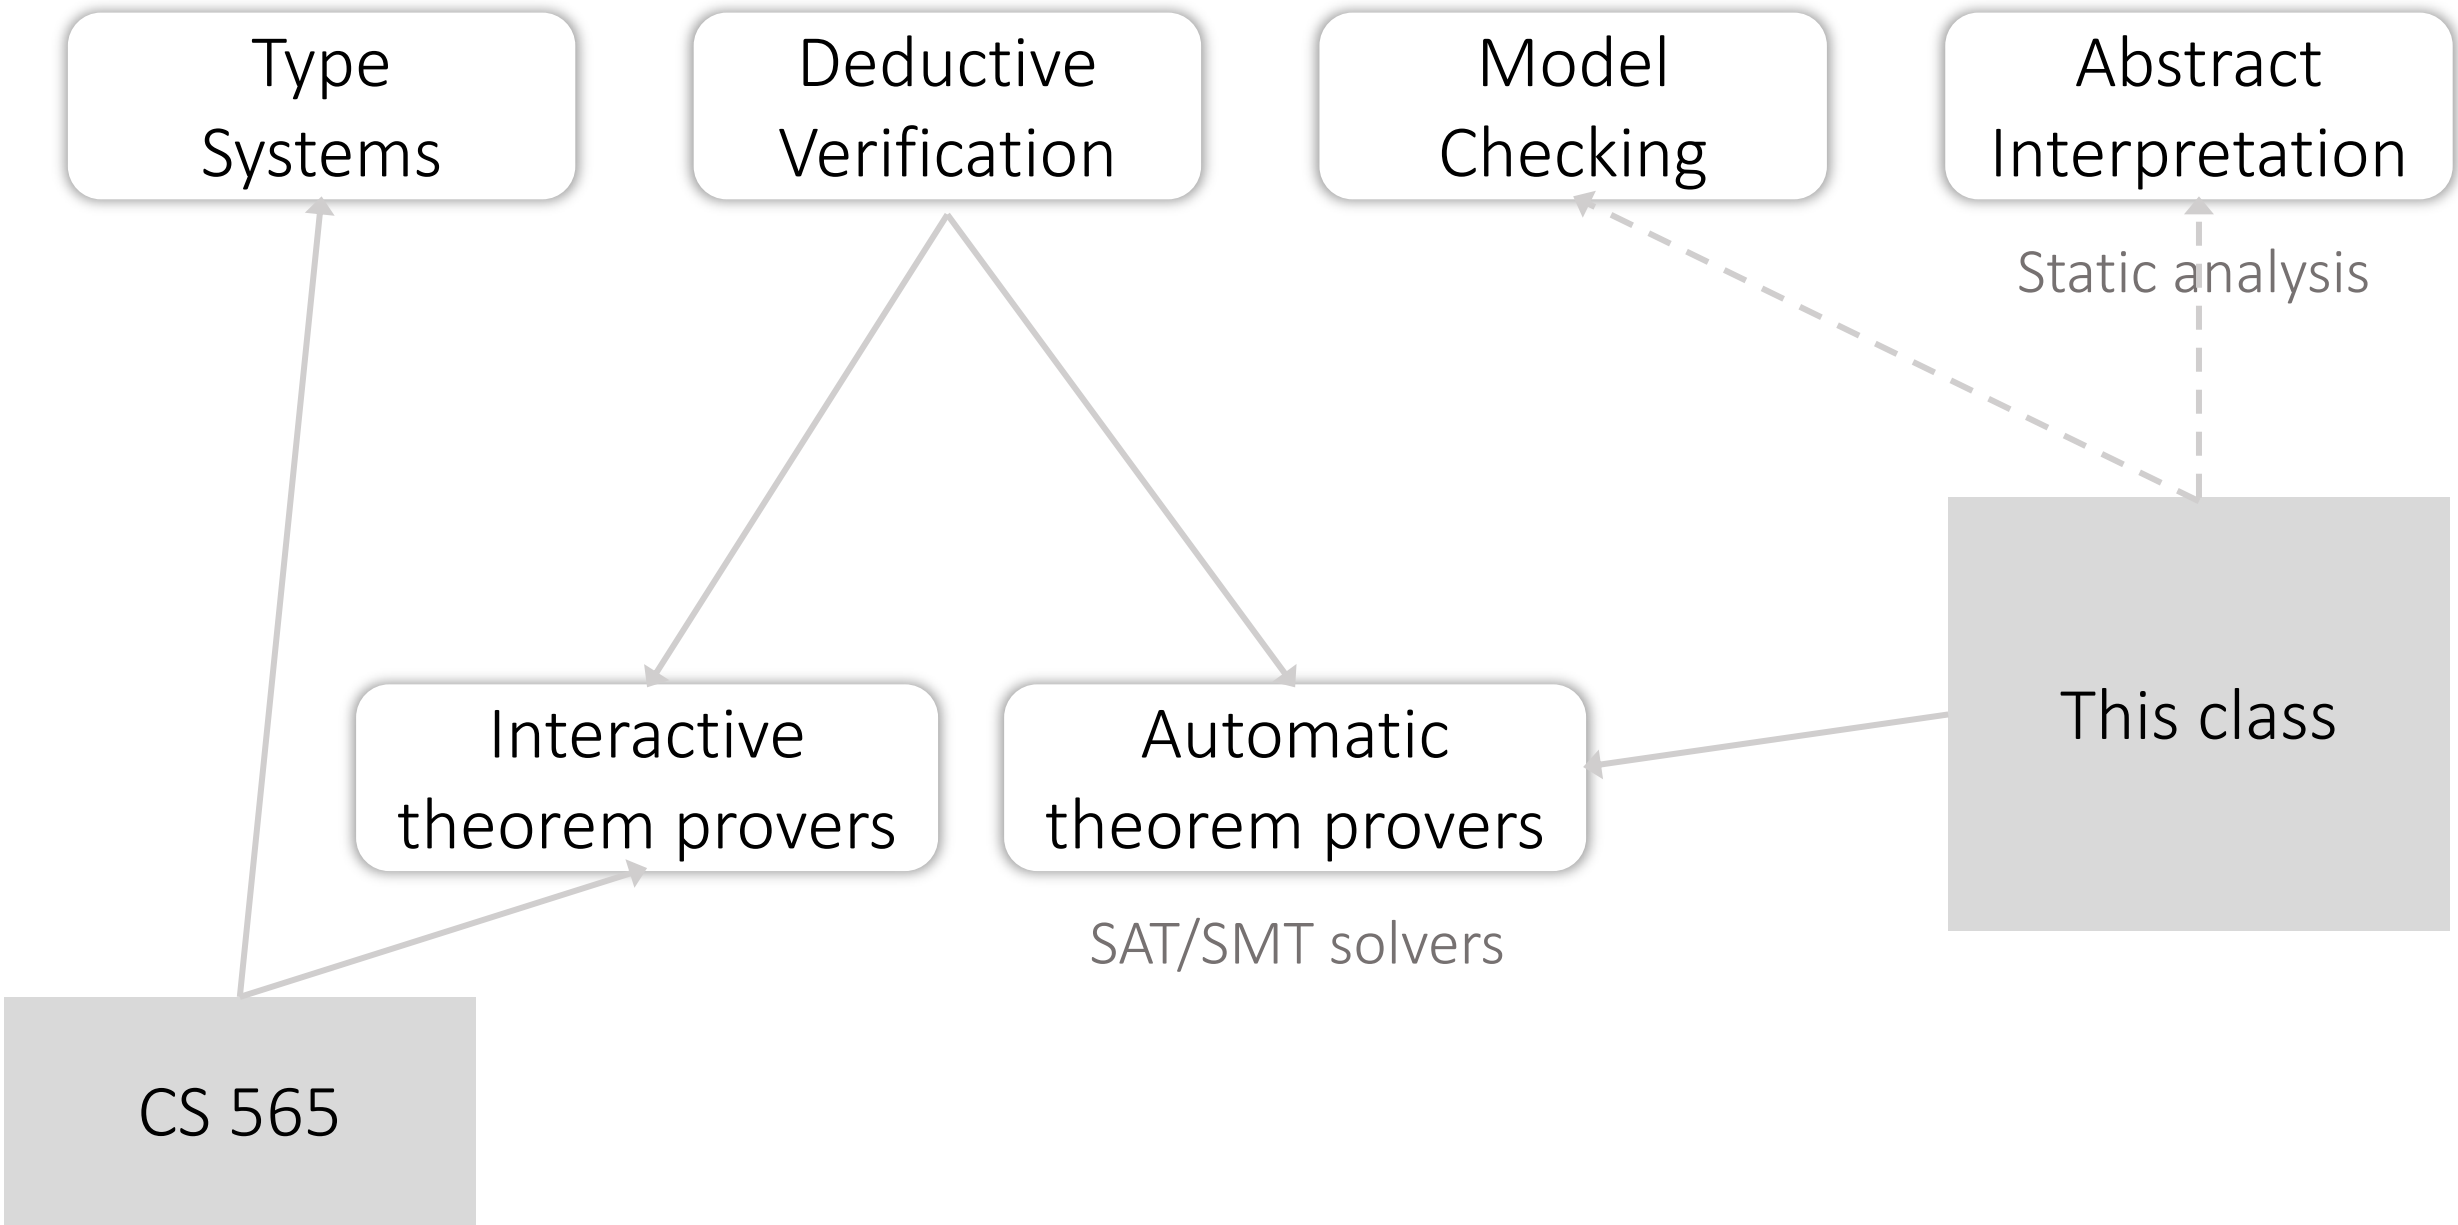 Type
Systems
Deductive
Verification
Model
Checking
Abstract
Interpretation
Static analysis
Interactive
theorem provers
Automatic
theorem provers
SAT/SMT solvers
This class
CS 565